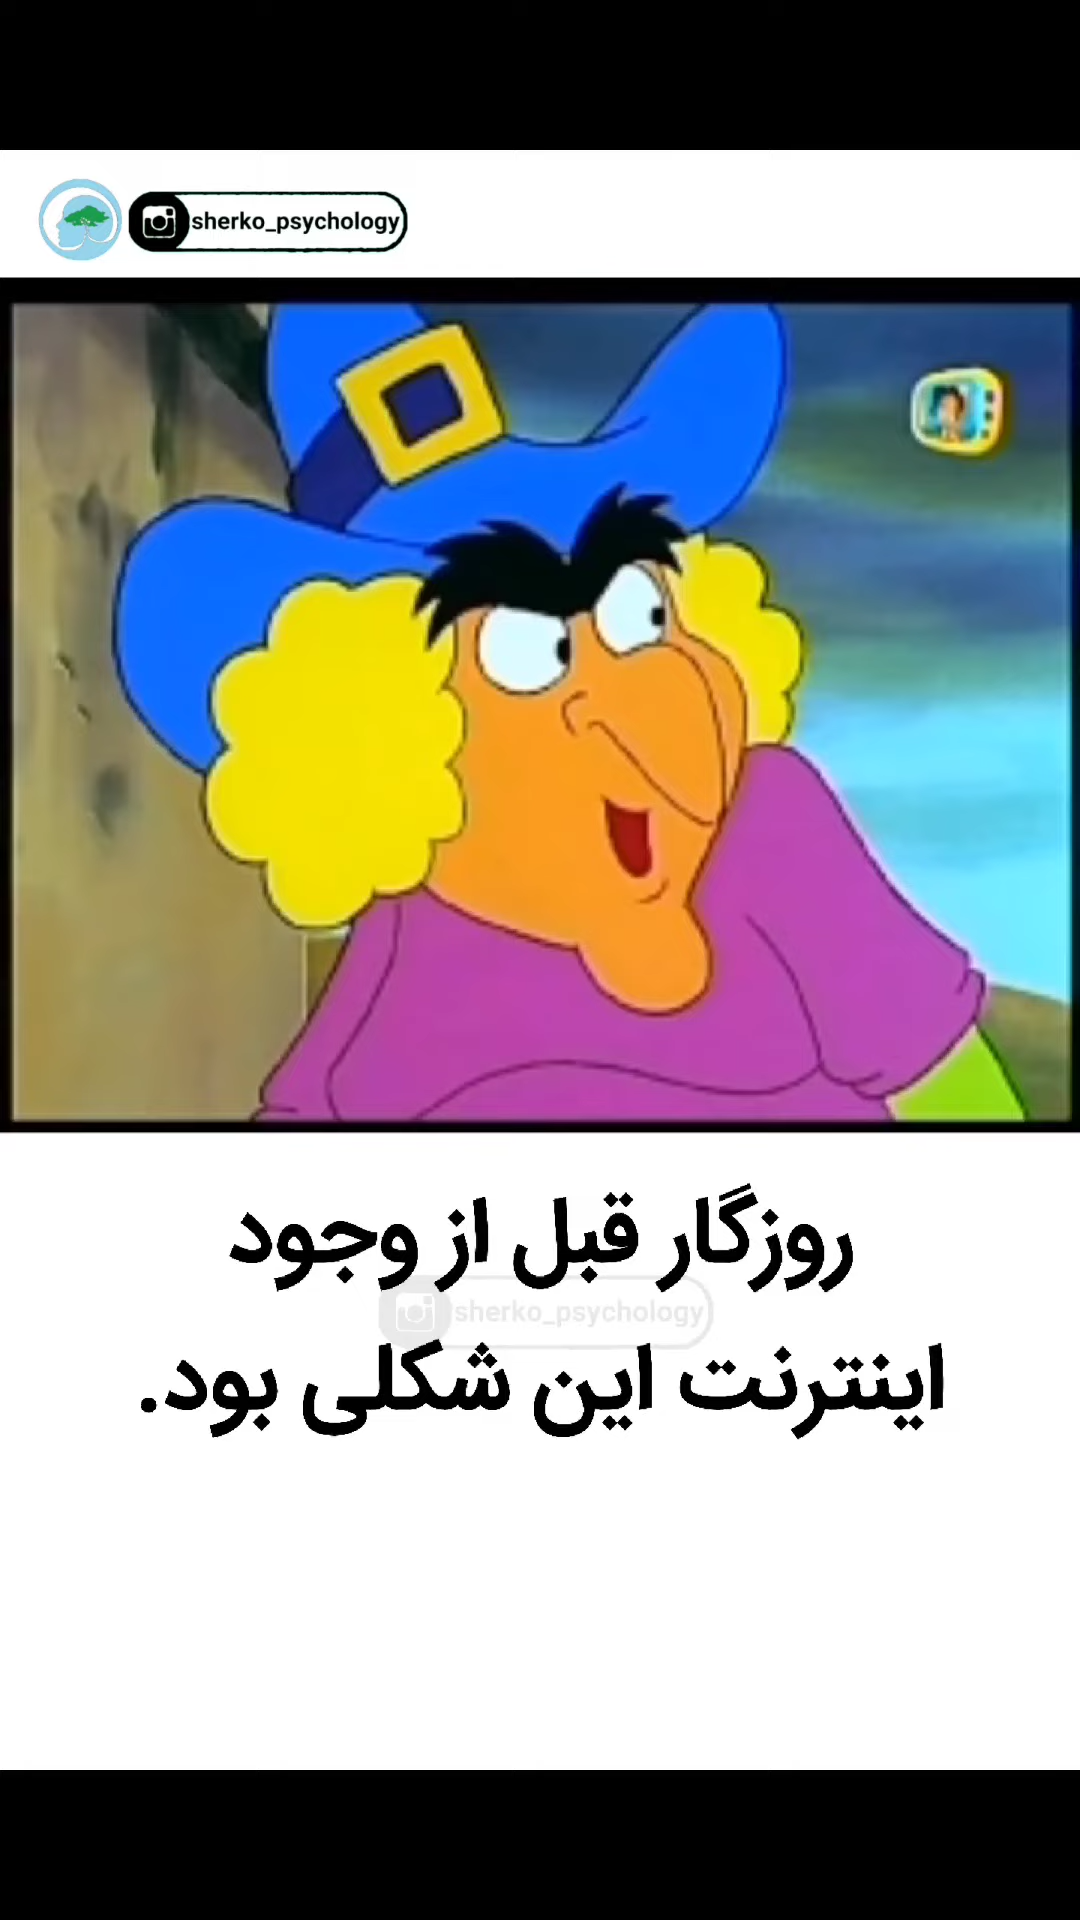 sherko_psychology
روزگار قبل از وجود
sherko_psychology
اینترنت این شکلی بود.